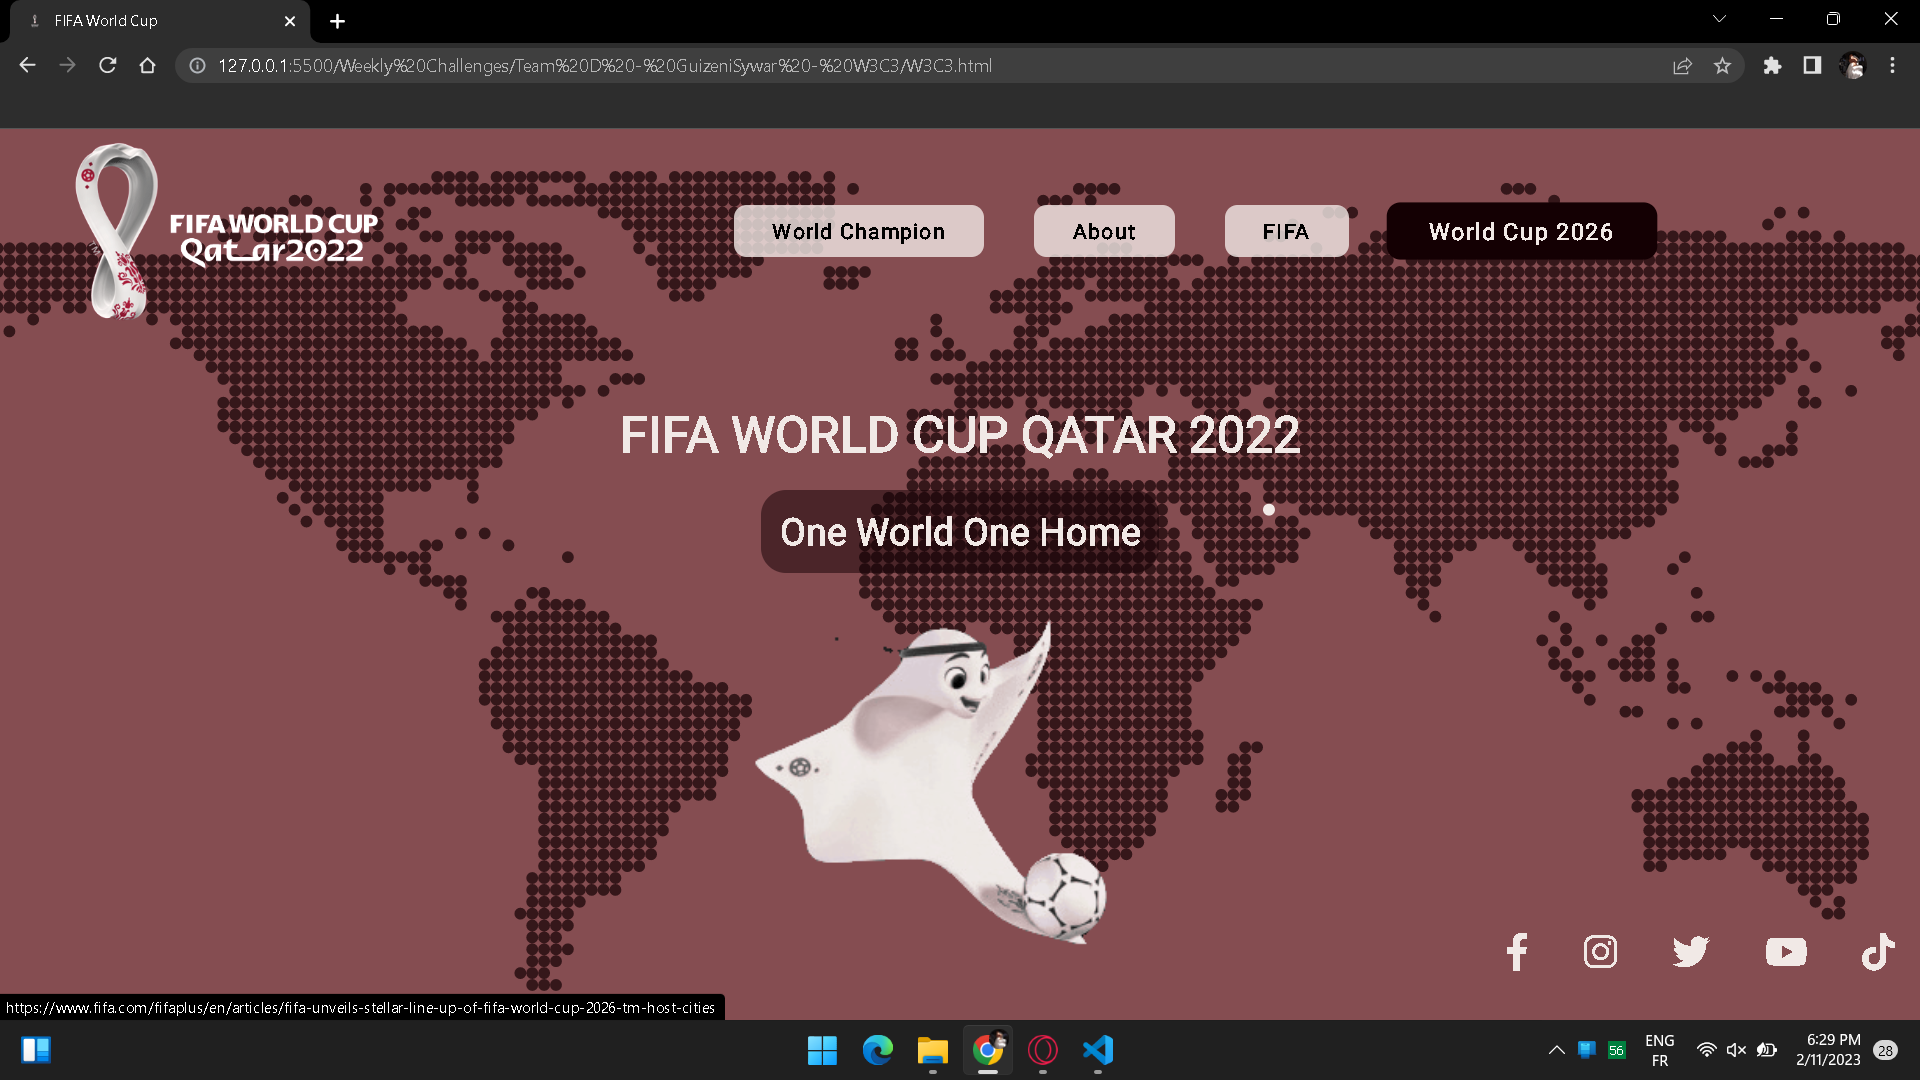 FIFA World Cup
127.0.0.1:5500/Weekly%20Challenges/Team%20D%20-%20GuizeniSywar%20-%20W3C3/W3C3.html
FIFA WORLD CUP
Qatar2022
TM
World Champion
About
FIFA
World Cup 2026
FIFA WORLD CUP QATAR 2022
One World One Home
https://www.fifa.com/fifaplus/en/articles/fifa-unveils-stellar-line-up-of-fifa-world-cup-2026-tm-host-cities
56
ENG
FR
6:29 PM
2/11/2023
28